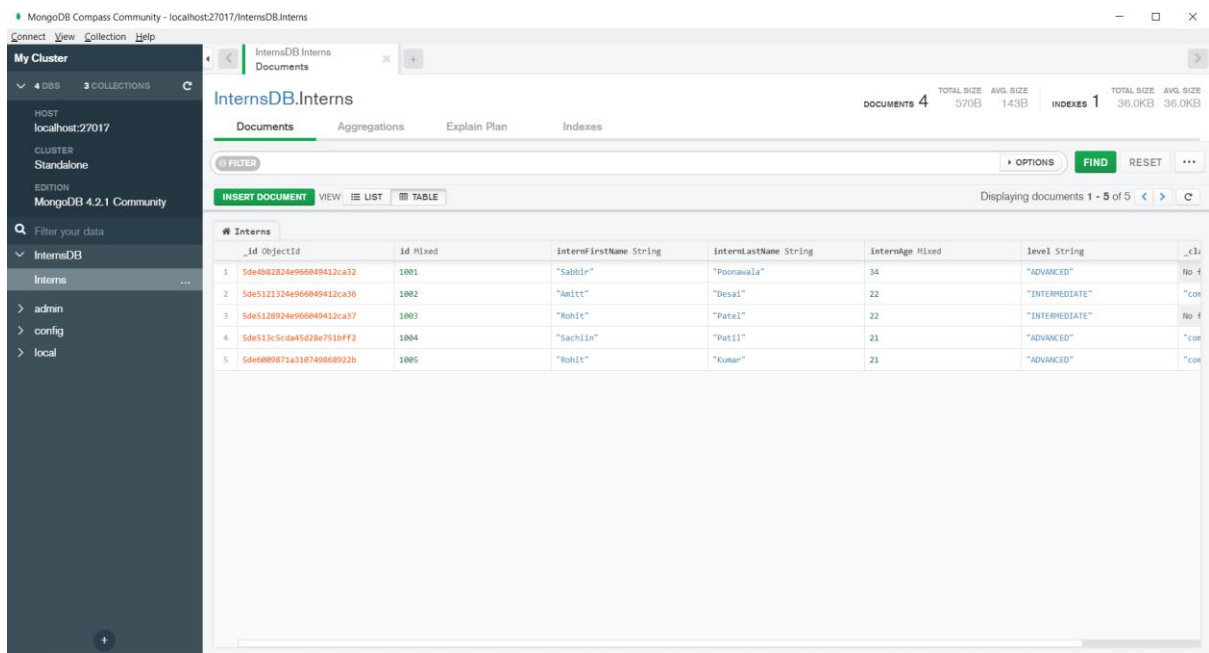 MongoDB Compass Community - localhost:27017/InternsDB.Interns
Connect View Collection Help
My Cluster
4 DBS 3 COLLECTIONS
HOST
localhost:27017
CLUSTER
Standalone
EDITION
MongoDB 4.2.1 Community
Filter your data
InternsDB
Interns
admin
config
local
InternsDB.Interns
Documents
InternsDB.Interns
DOCUMENTS 4 TOTAL SIZE 570B AVG. SIZE 143B INDEXES 1 TOTAL SIZE 36.0KB AVG. SIZE 36.0KB
Documents Aggregations Explain Plan Indexes
FILTER OPTIONS FIND RESET
INSERT DOCUMENT VIEW LIST TABLE Displaying documents 1 - 5 of 5
Interns
_id ObjectId id Mixed internFirstName String internLastName String internAge Mixed level String _cla
1 5de4b82824e966049412ca32 1001 "Sabbir" "Poonawala" 34 "ADVANCED" No f
2 5de5121324e966049412ca36 1002 "Amitt" "Desai" 22 "INTERMEDIATE" "com
3 5de5128924e966049412ca37 1003 "Rohit" "Patel" 22 "INTERMEDIATE" No f
4 5de513c5cda45d28e751bff2 1004 "Sachiin" "Patil" 21 "ADVANCED" "com
5 5de6009871a310749868922b 1005 "Rohit" "Kumar" 21 "ADVANCED" "com